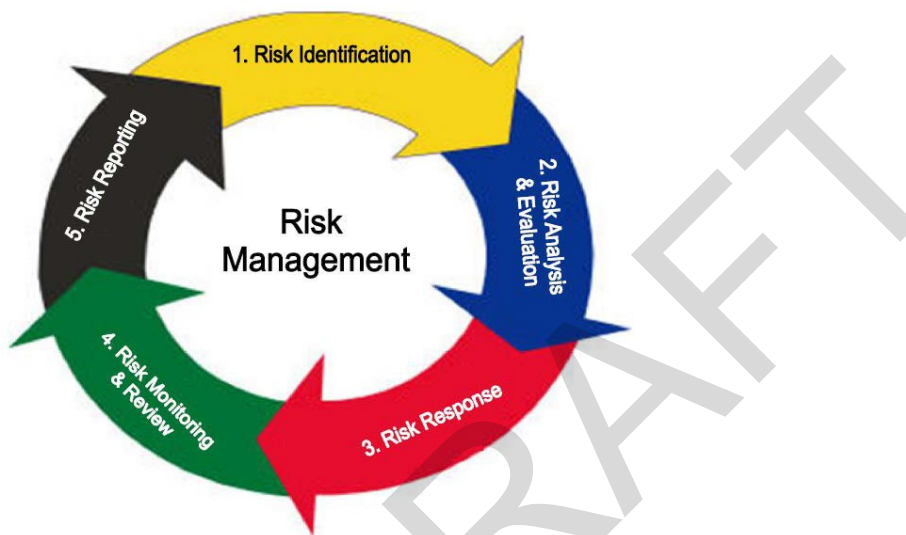 1. Risk Identification
2. Risk Analysis
& Evaluation
3. Risk Response
4. Risk Monitoring
& Review
5. Risk Reporting
Risk
Management
RAFT